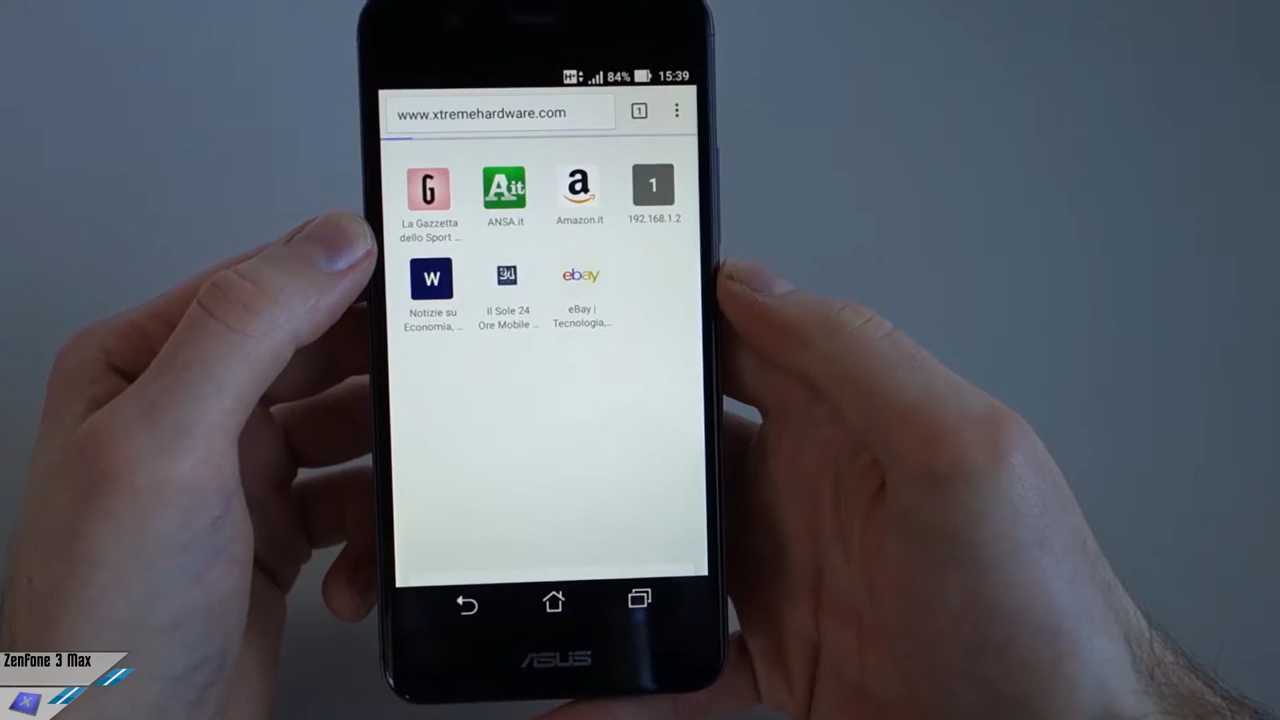 H+ 84% 15:39
www.xtremehardware.com
1
G
Ait
a
1
La Gazzetta
dello Sport ...
ANSA.it
Amazon.it
192.168.1.2
W
ebay
Notizie su
Economia, ...
Il Sole 24
Ore Mobile ...
eBay |
Tecnologia,...
ASUS
ZenFone 3 Max
X